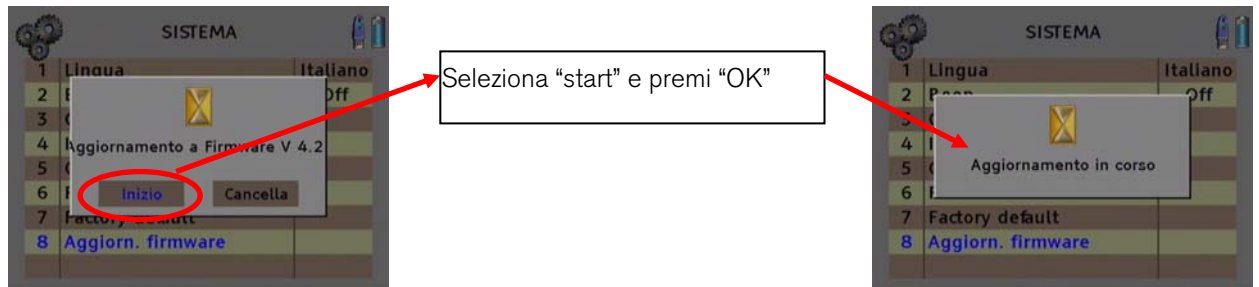 SISTEMA
1 Lingua Italiano
2 Off
3
4 Aggiornamento a Firmware V 4.2
5
6 Inizio Cancella
7 Factory default
8 Aggiorn. firmware
Seleziona “start” e premi “OK”
SISTEMA
1 Lingua Italiano
2 Beep Off
3
4
5 Aggiornamento in corso
6
7 Factory default
8 Aggiorn. firmware